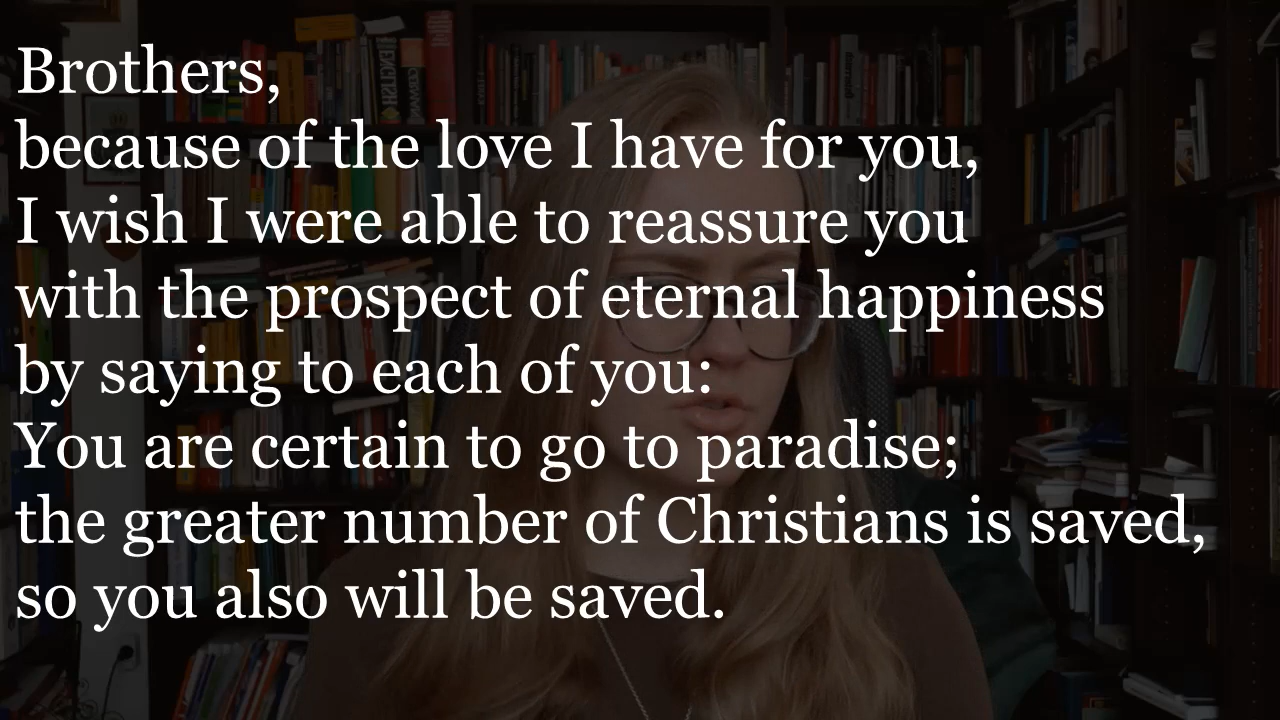 Brothers,
because of the love I have for you,
I wish I were able to reassure you
with the prospect of eternal happiness
by saying to each of you:
You are certain to go to paradise;
the greater number of Christians is saved,
so you also will be saved.